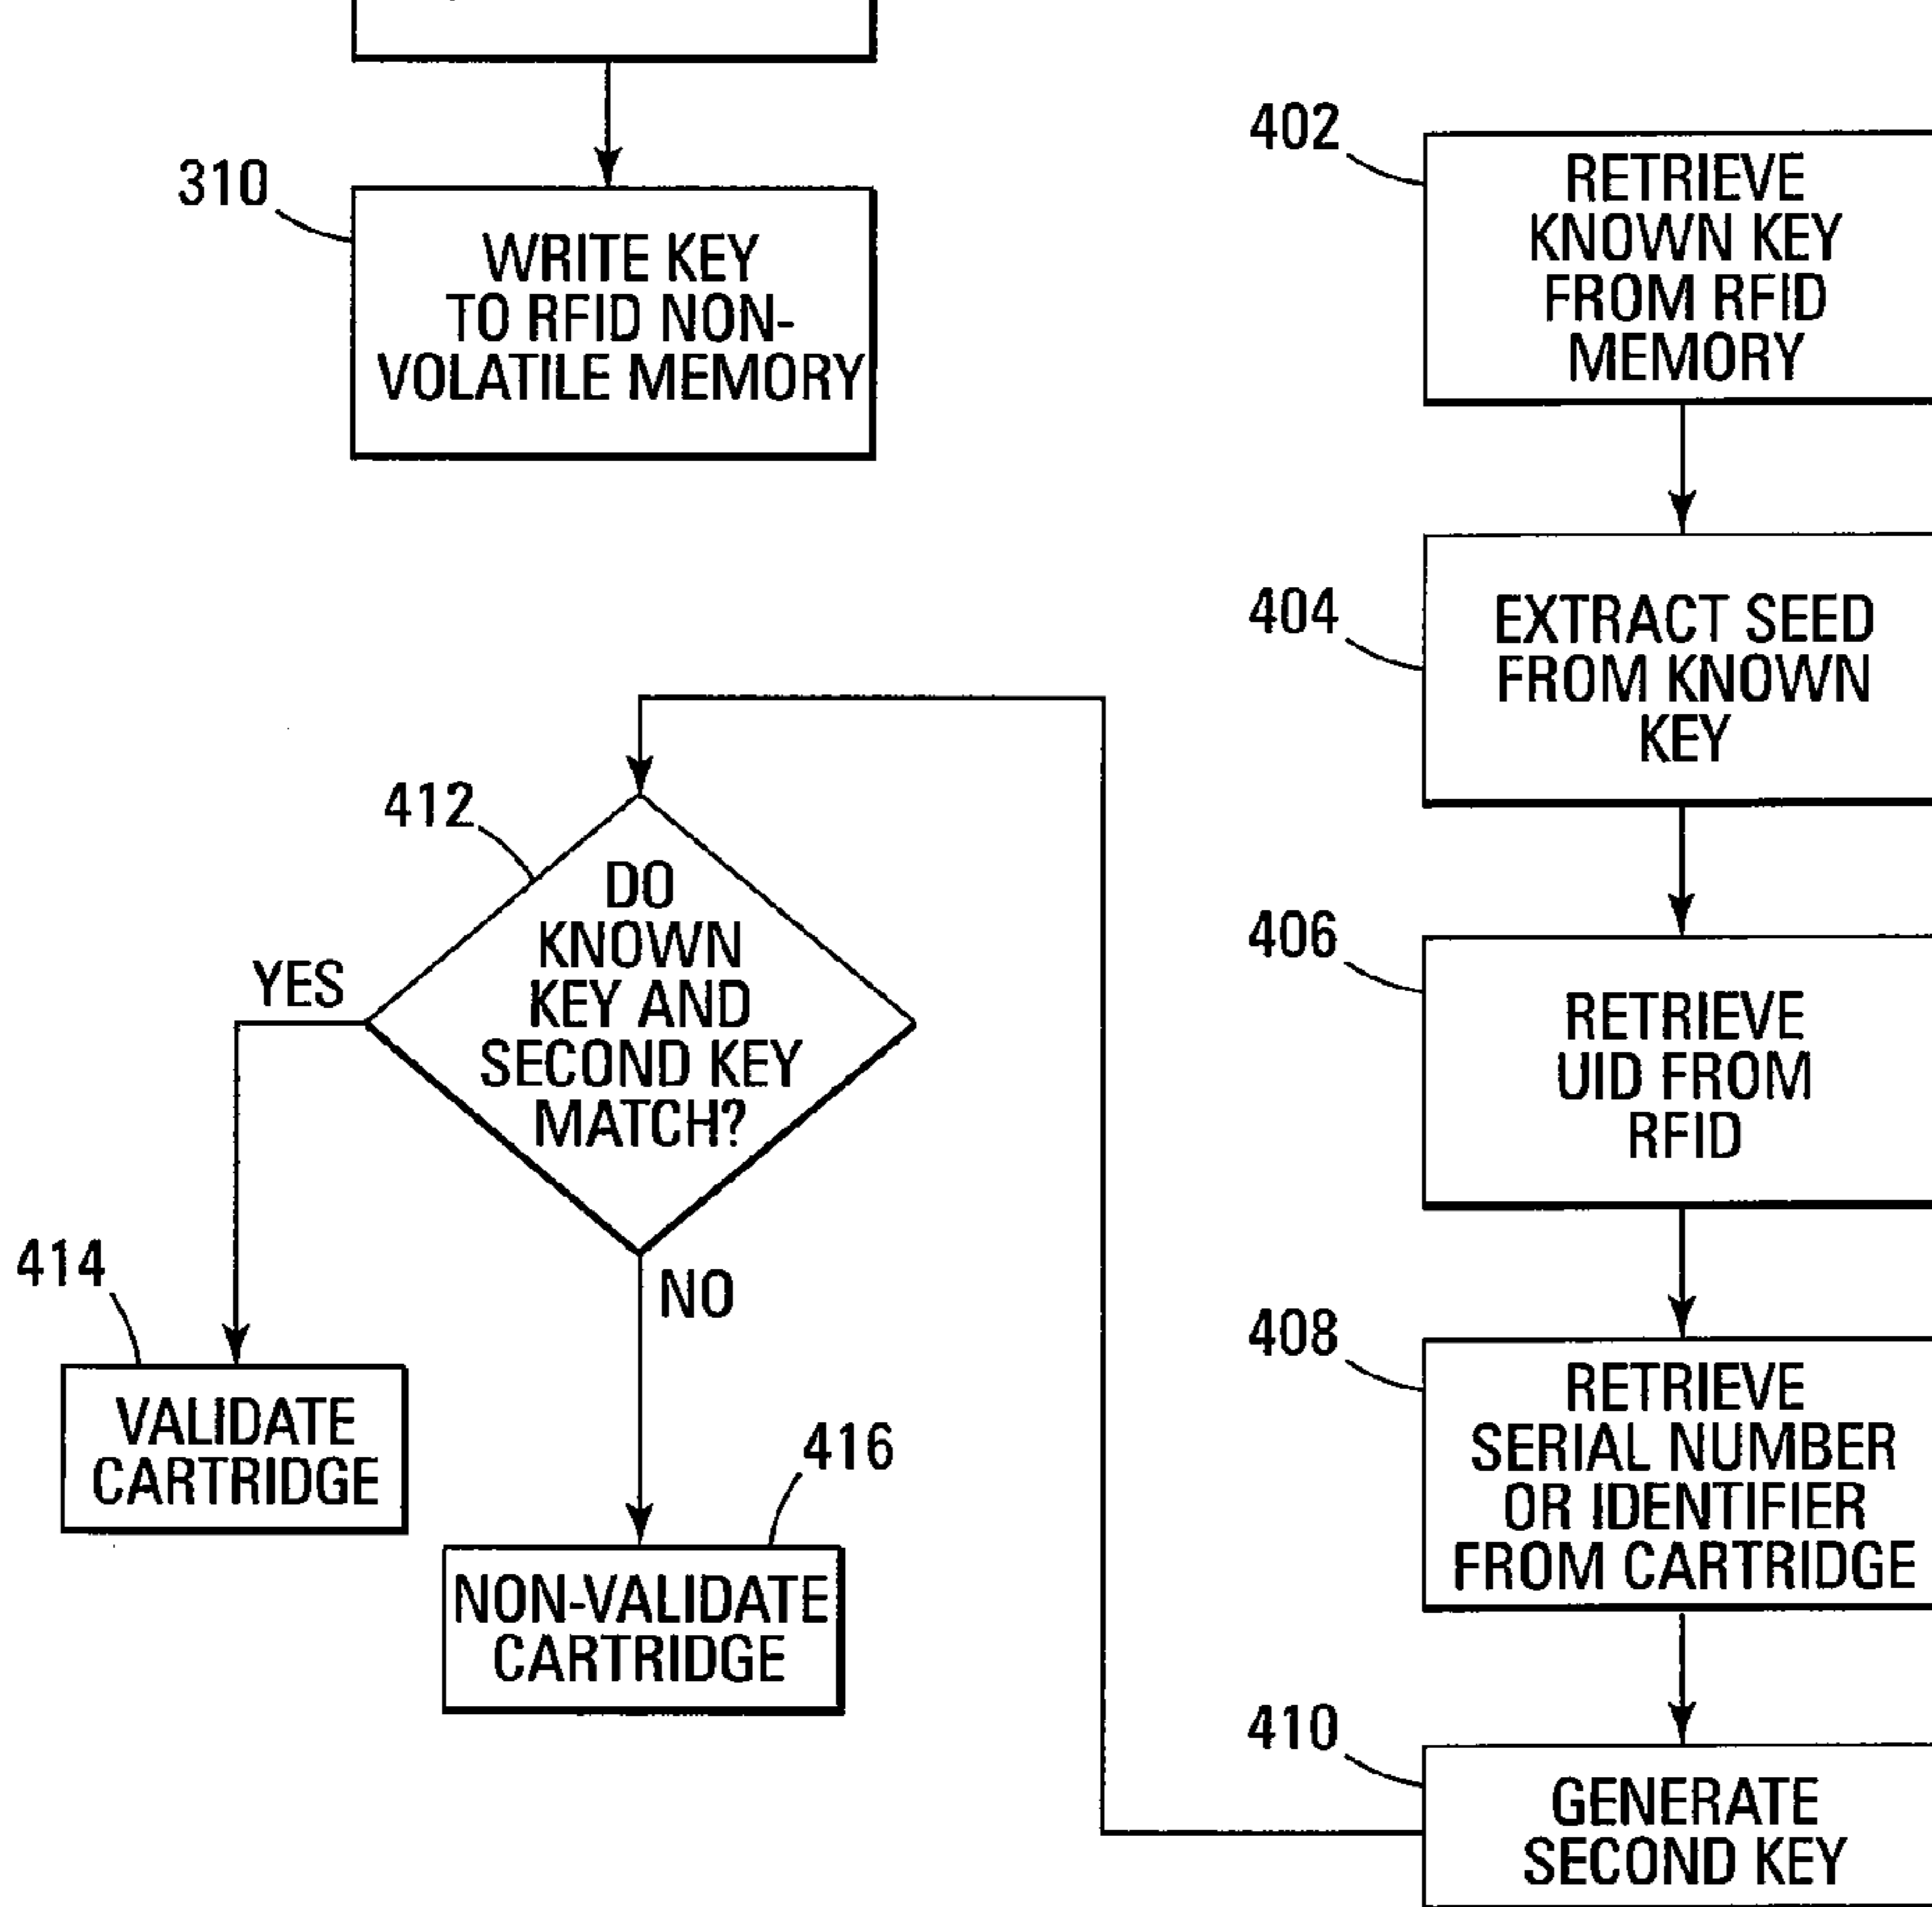 310
WRITE KEY
TO RFID NON-
VOLATILE MEMORY
402
RETRIEVE
KNOWN KEY
FROM RFID
MEMORY
404
EXTRACT SEED
FROM KNOWN
KEY
406
RETRIEVE
UID FROM
RFID
408
RETRIEVE
SERIAL NUMBER
OR IDENTIFIER
FROM CARTRIDGE
410
GENERATE
SECOND KEY
412
DO
KNOWN
KEY AND
SECOND KEY
MATCH?
YES
NO
414
VALIDATE
CARTRIDGE
416
NON-VALIDATE
CARTRIDGE